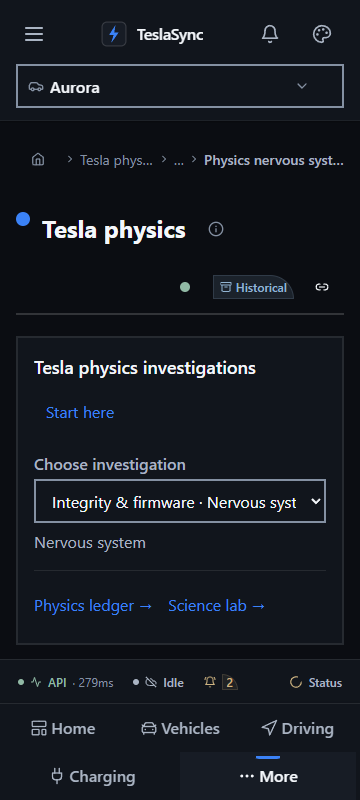 TeslaSync
Aurora
Tesla phys... ... Physics nervous syst...
Tesla physics
Historical
Tesla physics investigations
Start here
Choose investigation
Integrity & firmware · Nervous syst
Nervous system
Physics ledger → Science lab →
API · 279ms Idle 2 Status
Home Vehicles Driving
Charging More